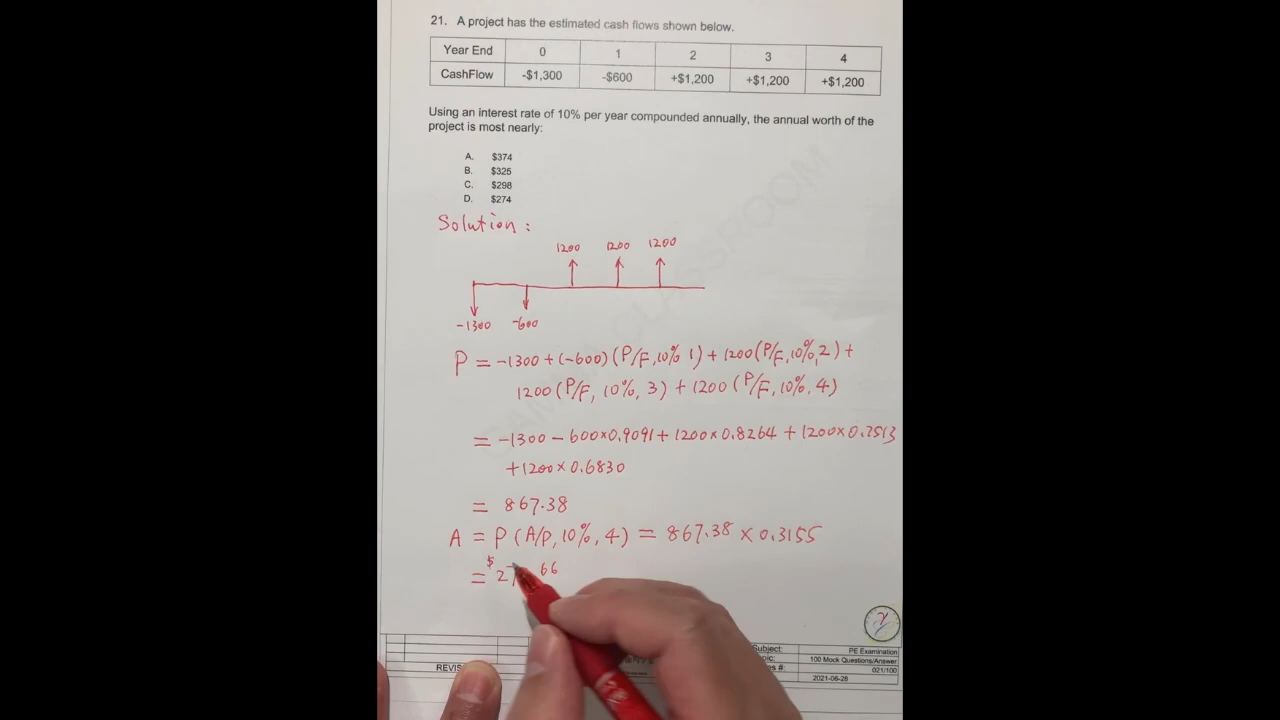 21. A project has the estimated cash flows shown below.
Year End 0 1 2 3 4
CashFlow -$1,300 -$600 +$1,200 +$1,200 +$1,200
Using an interest rate of 10% per year compounded annually, the annual worth of the
project is most nearly:
A. $374
B. $325
C. $298
D. $274
Solution:
1200 1200 1200
-1300 -600
P = -1300 + (-600) (P/F, 10% 1) + 1200 (P/F, 10%, 2) +
1200 (P/F, 10%, 3) + 1200 (P/F, 10%, 4)
= -1300 - 600×0.9091 + 1200×0.8264 + 1200×0.7513
+ 1200×0.6830
= 867.38
A = P (A/P, 10%, 4) = 867.38 × 0.3155
= $ 27 66
Subject: PE Examination
100 Mock Questions/Answer
021/100
2021-06-28